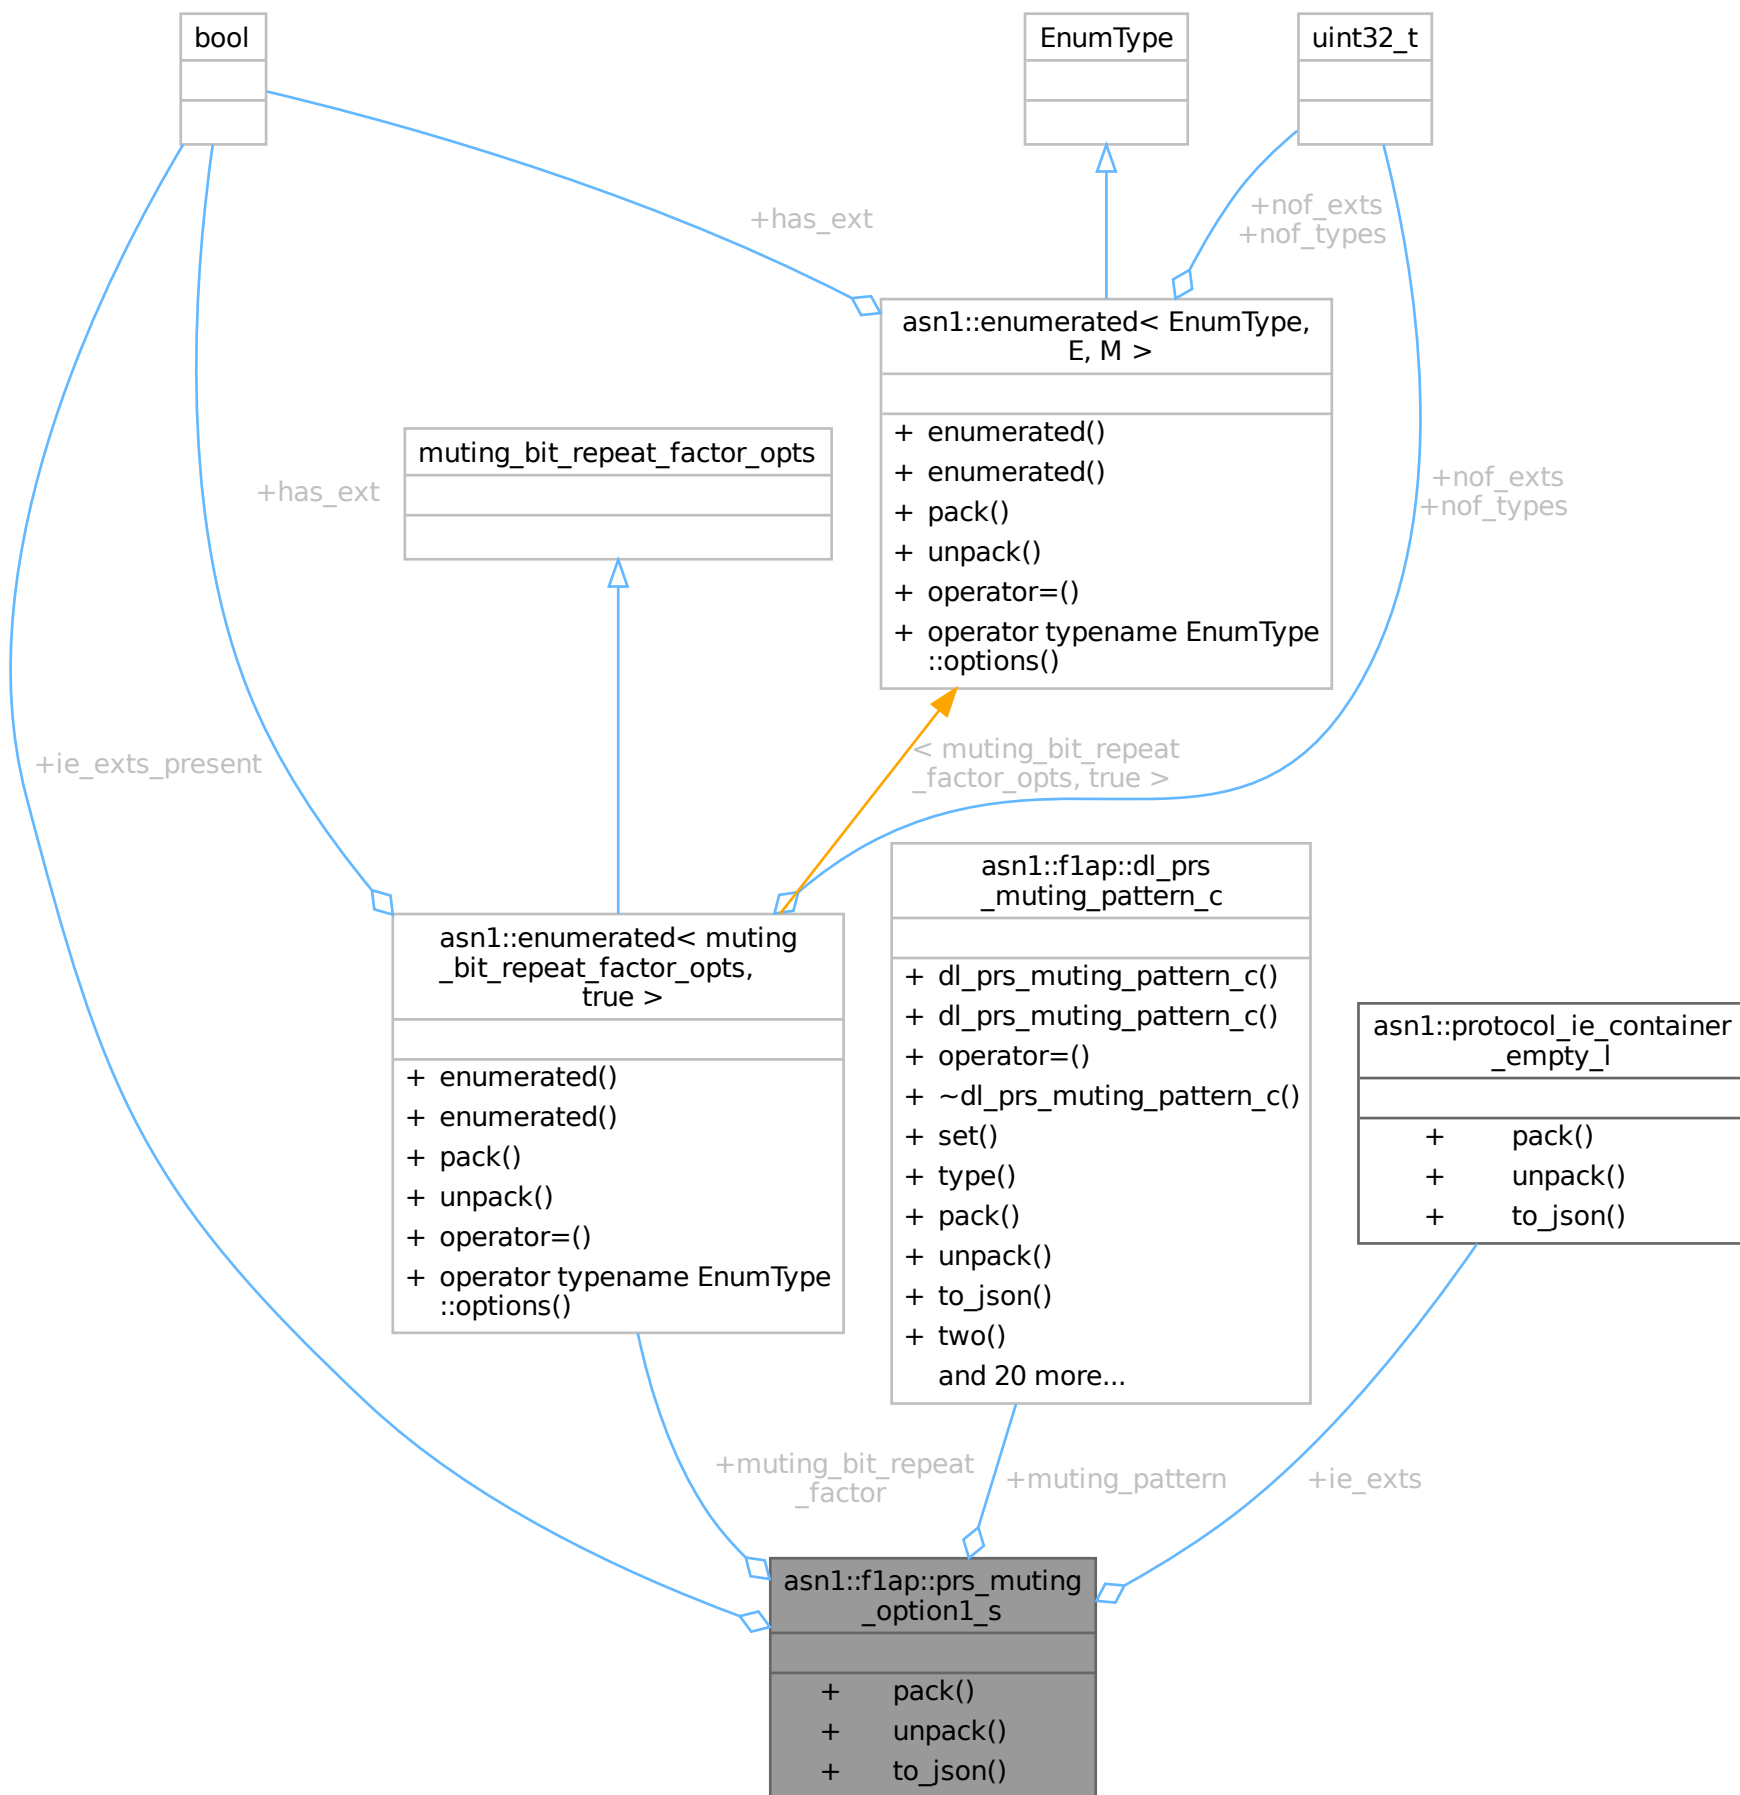 bool
EnumType
uint32_t
+has_ext
+nof_exts
+nof_types
asn1::enumerated< EnumType,
E, M >
+ enumerated()
+ enumerated()
+ pack()
+ unpack()
+ operator=()
+ operator typename EnumType
::options()
muting_bit_repeat_factor_opts
+has_ext
+nof_exts
+nof_types
+ie_exts_present
< muting_bit_repeat
_factor_opts, true >
asn1::enumerated< muting
_bit_repeat_factor_opts,
true >
+ enumerated()
+ enumerated()
+ pack()
+ unpack()
+ operator=()
+ operator typename EnumType
::options()
asn1::f1ap::dl_prs
_muting_pattern_c
+ dl_prs_muting_pattern_c()
+ dl_prs_muting_pattern_c()
+ operator=()
+ ~dl_prs_muting_pattern_c()
+ set()
+ type()
+ pack()
+ unpack()
+ to_json()
+ two()
and 20 more...
asn1::protocol_ie_container
_empty_l
+ pack()
+ unpack()
+ to_json()
+muting_bit_repeat
_factor
+muting_pattern
+ie_exts
asn1::f1ap::prs_muting
_option1_s
+ pack()
+ unpack()
+ to_json()